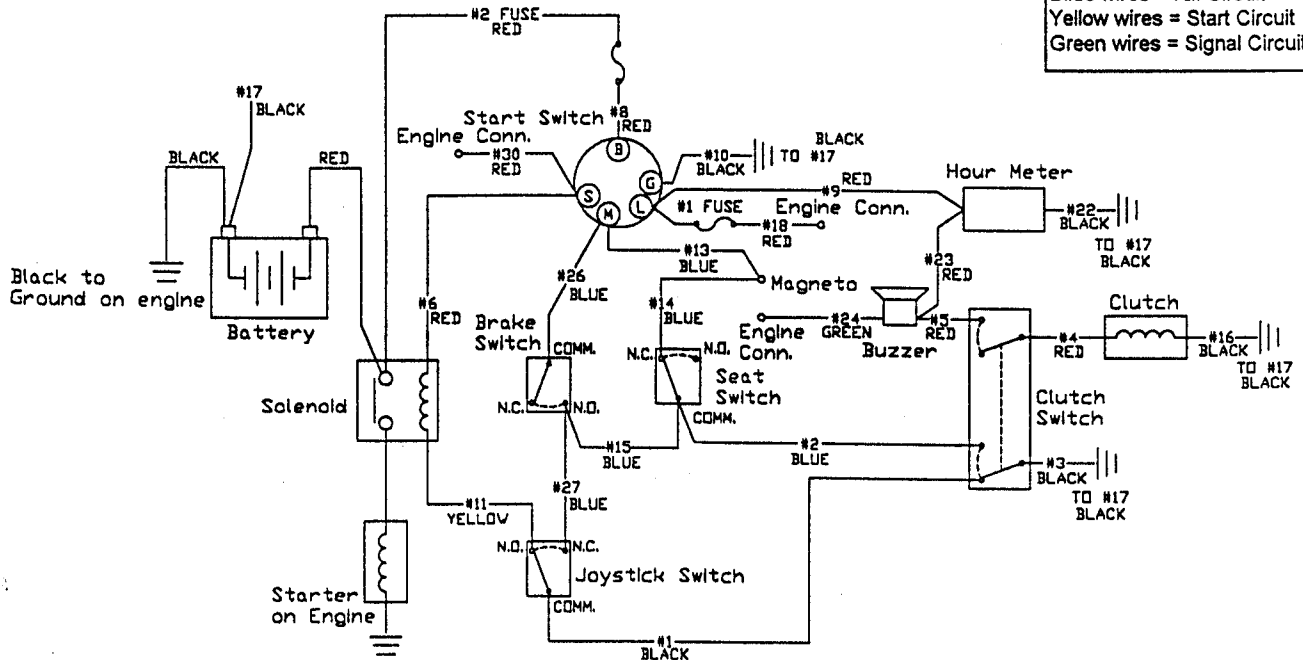 Yellow wires = Start Circuit
Green wires = Signal Circuit
#2 FUSE
RED
#17
BLACK
#8
RED
Start Switch
Engine Conn.
#30
RED
B
G
S
M
L
#10
BLACK
BLACK
TO #17
BLACK
RED
#9
RED
Hour Meter
#1 FUSE
Engine Conn.
#18
RED
#22
BLACK
TO #17
BLACK
#13
BLUE
#23
RED
Black to
Ground on engine
Battery
#6
RED
#26
BLUE
Magneto
#14
BLUE
#24
GREEN
Engine
Conn.
Buzzer
#5
RED
Clutch
#4
RED
#16
BLACK
TO #17
BLACK
Brake
Switch
COMM.
N.C.
N.O.
N.C.
N.O.
Seat
Switch
COMM.
Solenoid
Clutch
Switch
#15
BLUE
#2
BLUE
#3
BLACK
TO #17
BLACK
#27
BLUE
#11
YELLOW
N.O.
N.C.
Joystick Switch
COMM.
Starter
on Engine
#1
BLACK